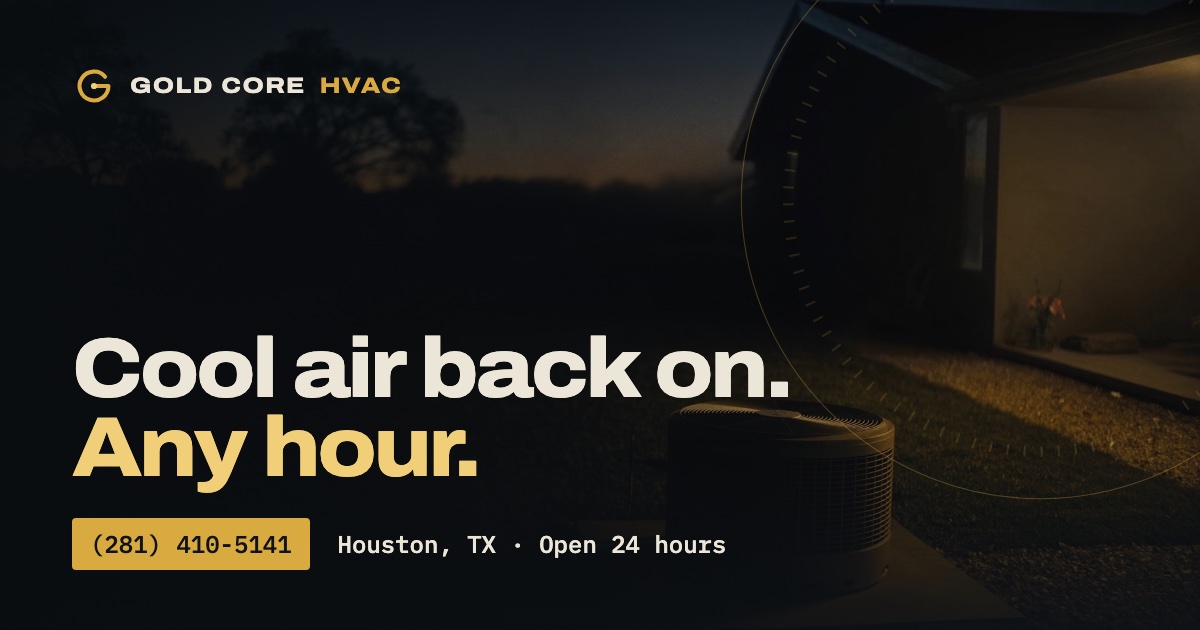 GOLD CORE HVAC
Cool air back on.
Any hour.
(281) 410-5141
Houston, TX · Open 24 hours